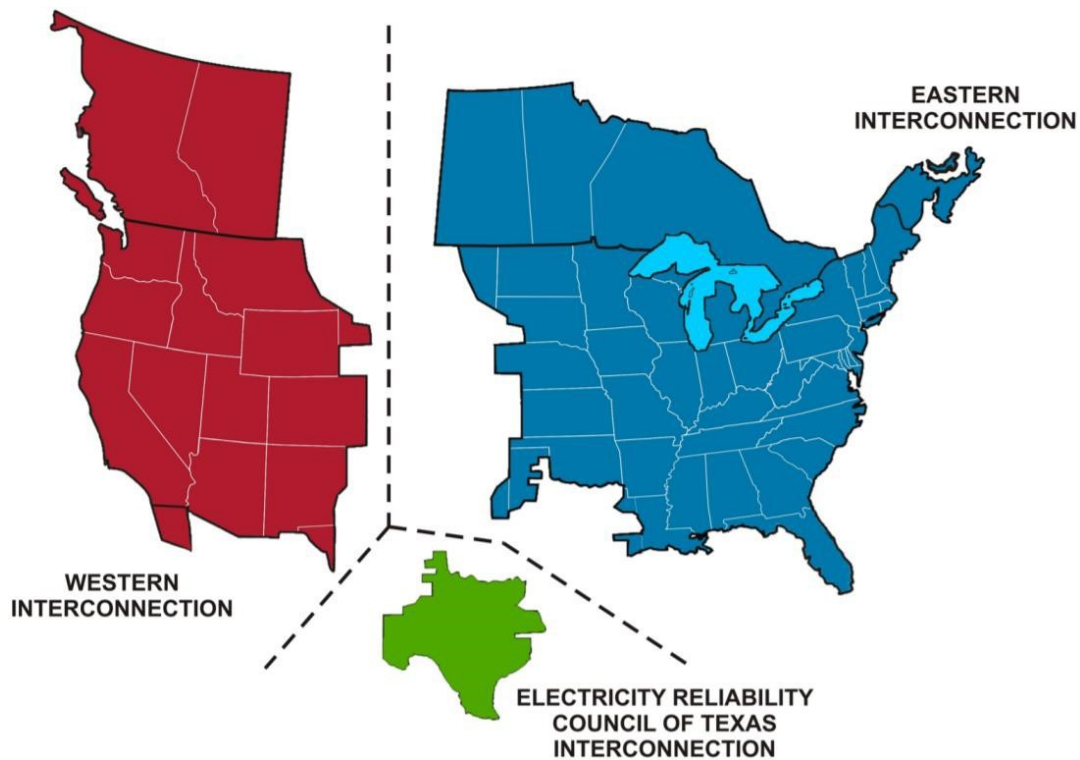 EASTERN
INTERCONNECTION
WESTERN
INTERCONNECTION
ELECTRICITY RELIABILITY
COUNCIL OF TEXAS
INTERCONNECTION